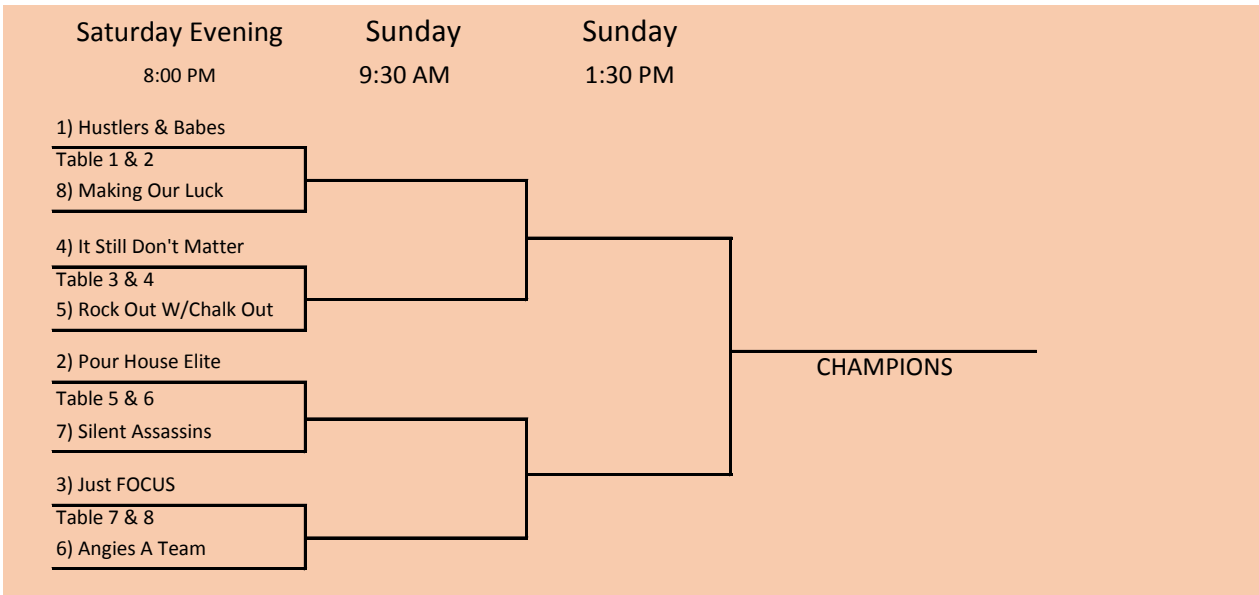 Saturday Evening Sunday Sunday
8:00 PM 9:30 AM 1:30 PM
1) Hustlers & Babes
Table 1 & 2
8) Making Our Luck
4) It Still Don't Matter
Table 3 & 4
5) Rock Out W/Chalk Out
2) Pour House Elite
CHAMPIONS
Table 5 & 6
7) Silent Assassins
3) Just FOCUS
Table 7 & 8
6) Angies A Team